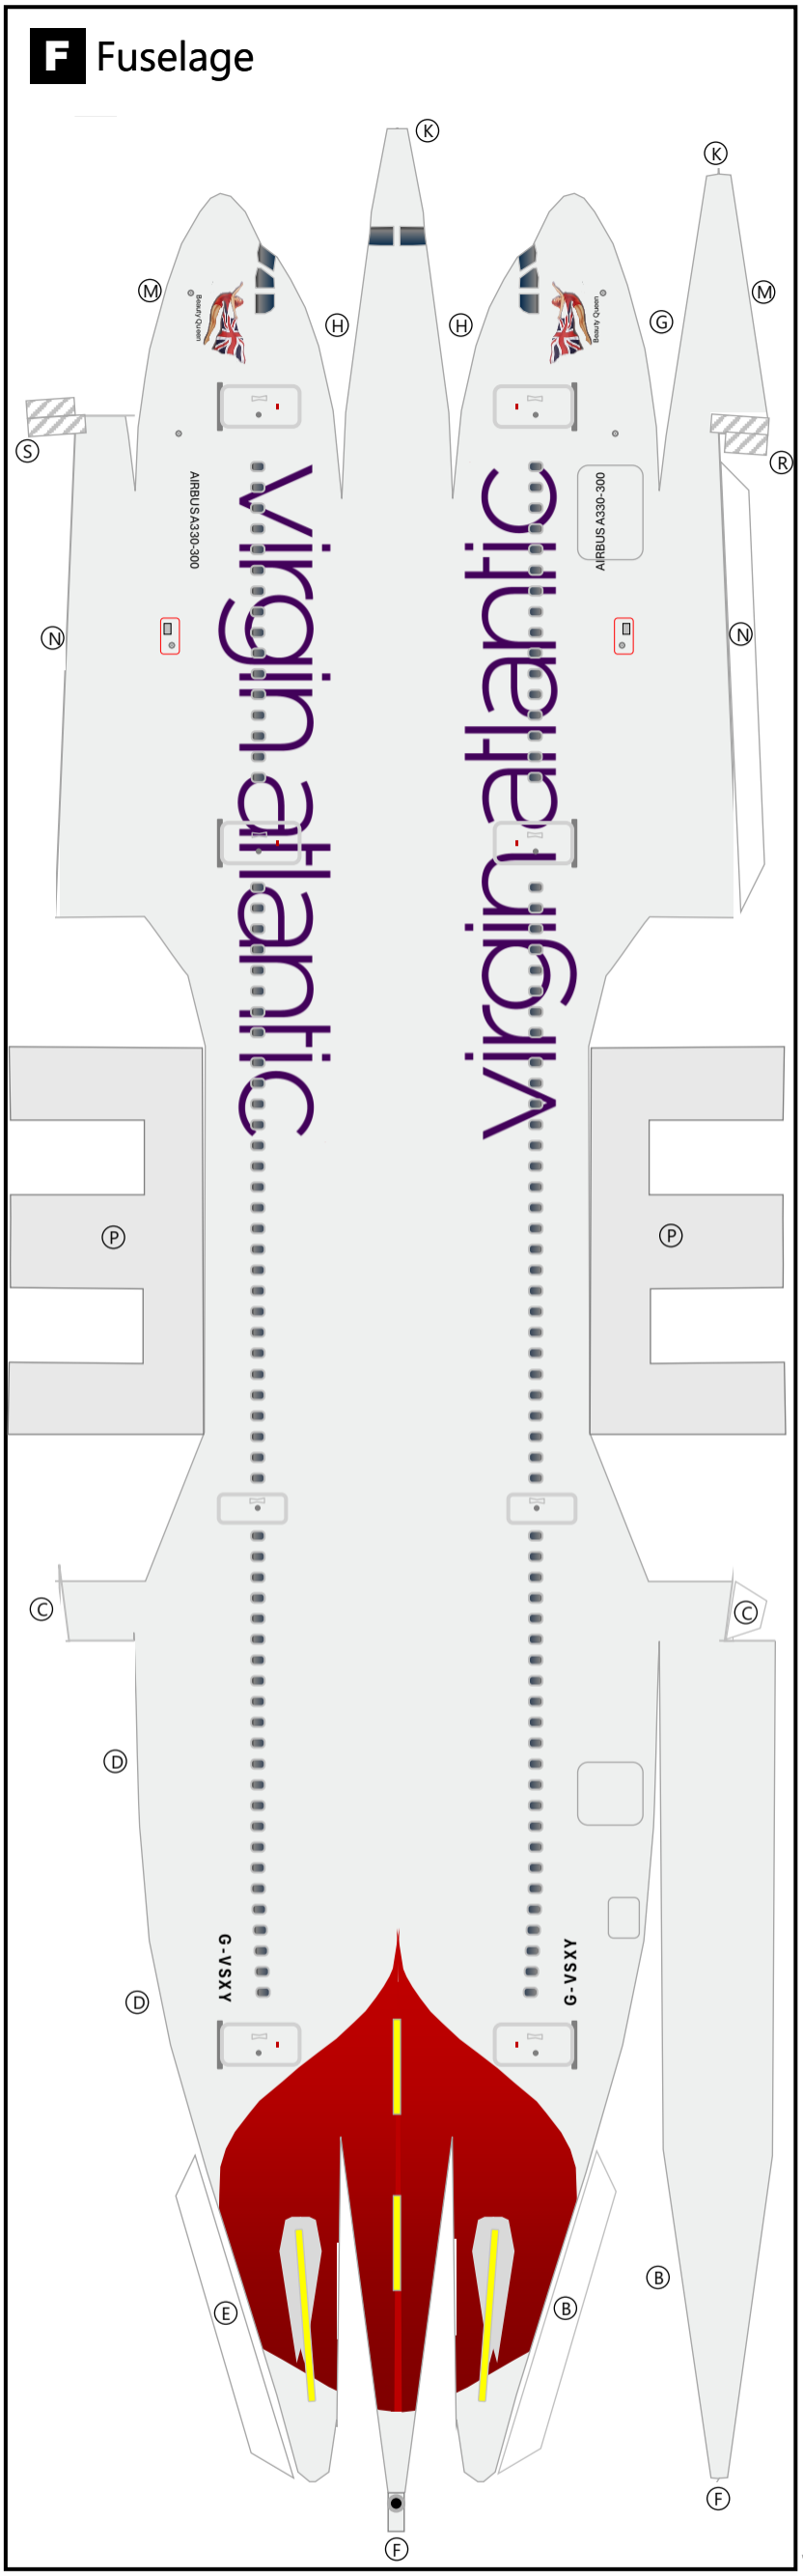 F Fuselage
K
K
M
Beauty Queen
H
H
Beauty Queen
G
M
S
R
AIRBUS A330-300
AIRBUS A330-300
N
N
virgin atlantic
virgin atlantic
P
P
C
C
D
D
G-VSXY
G-VSXY
E
B
B
F
F